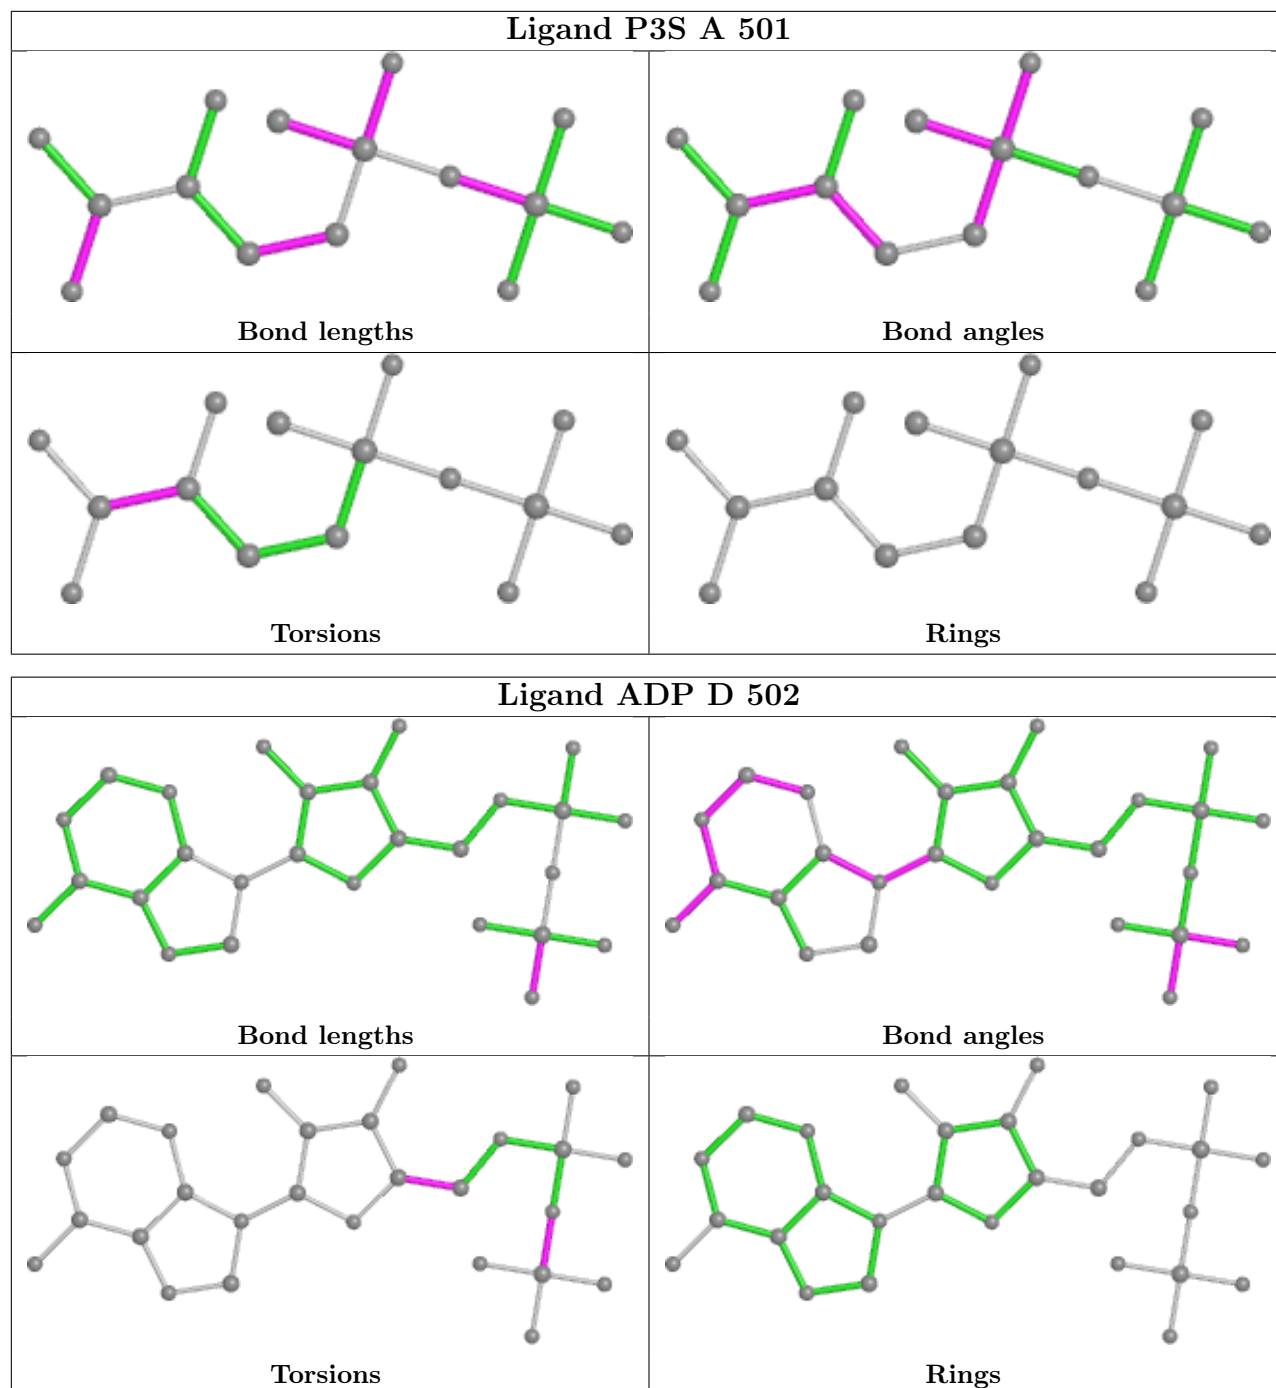 Ligand P3S A 501
Bond lengths
Bond angles
Torsions
Rings
Ligand ADP D 502
Bond lengths
Bond angles
Torsions
Rings